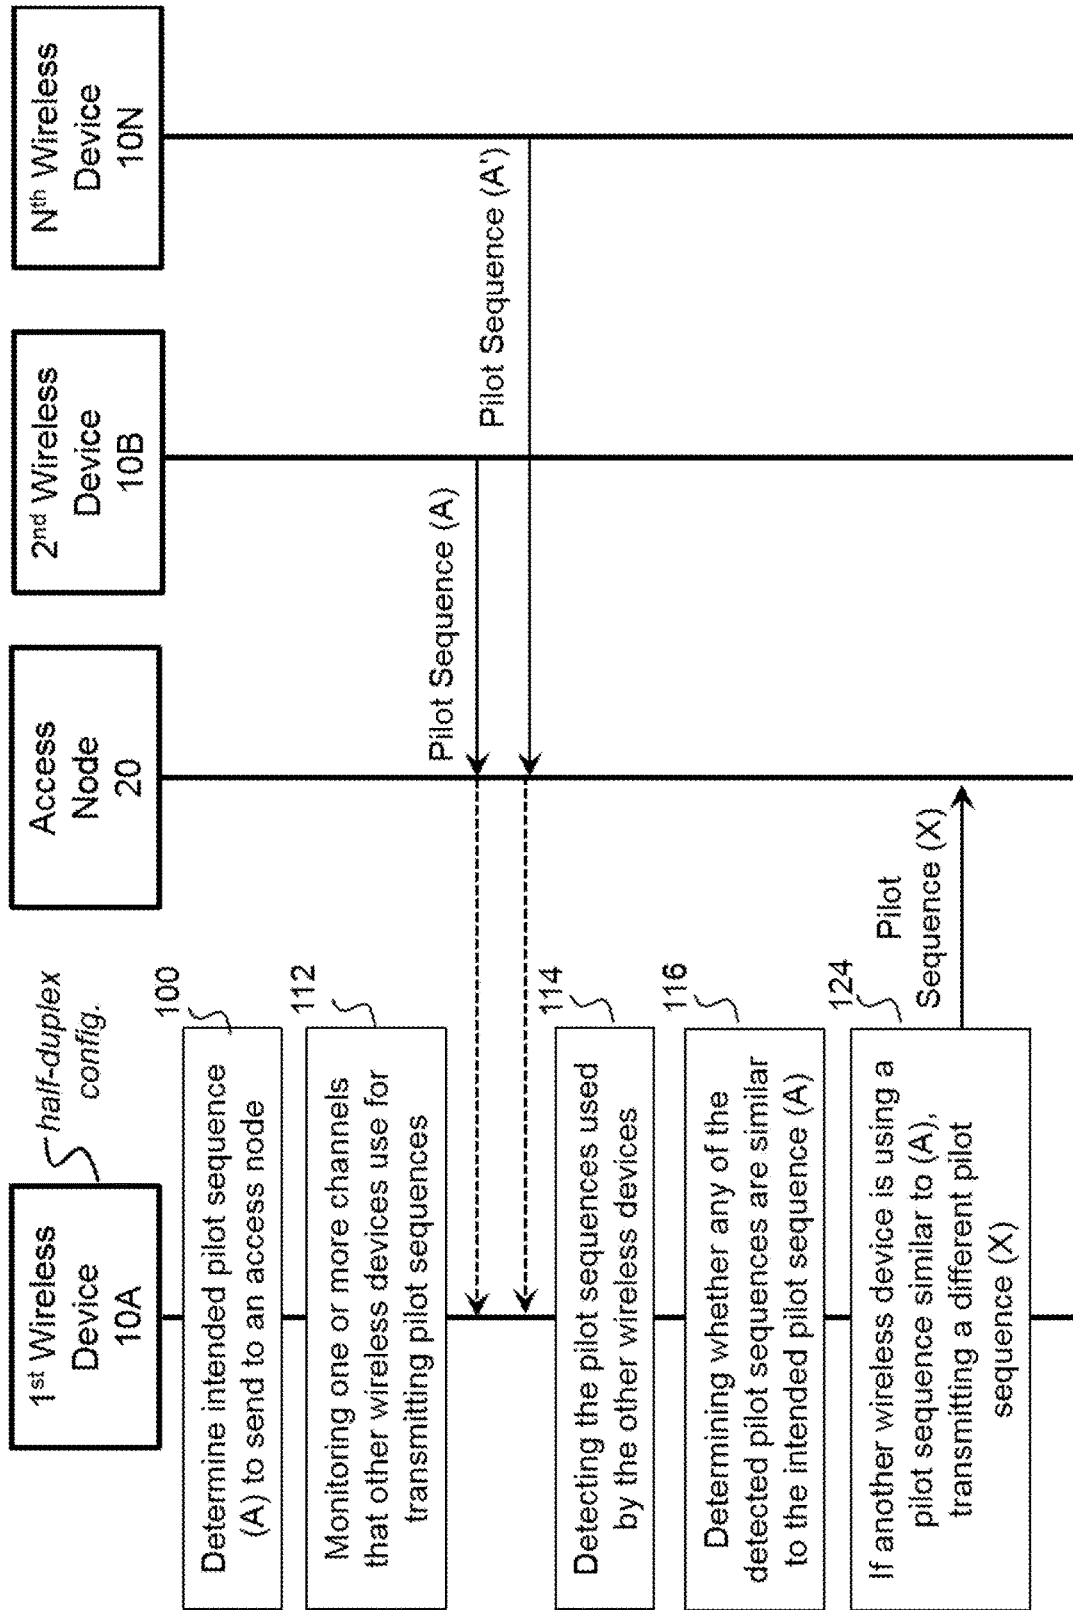 1st Wireless
Device
10A
half-duplex
config.
Access
Node
20
2nd Wireless
Device
10B
Nth Wireless
Device
10N
100
Determine intended pilot sequence
(A) to send to an access node
112
Monitoring one or more channels
that other wireless devices use for
transmitting pilot sequences
Pilot Sequence (A)
Pilot Sequence (A')
114
Detecting the pilot sequences used
by the other wireless devices
116
Determining whether any of the
detected pilot sequences are similar
to the intended pilot sequence (A)
124
If another wireless device is using a
pilot sequence similar to (A),
transmitting a different pilot
sequence (X)
Pilot
Sequence (X)